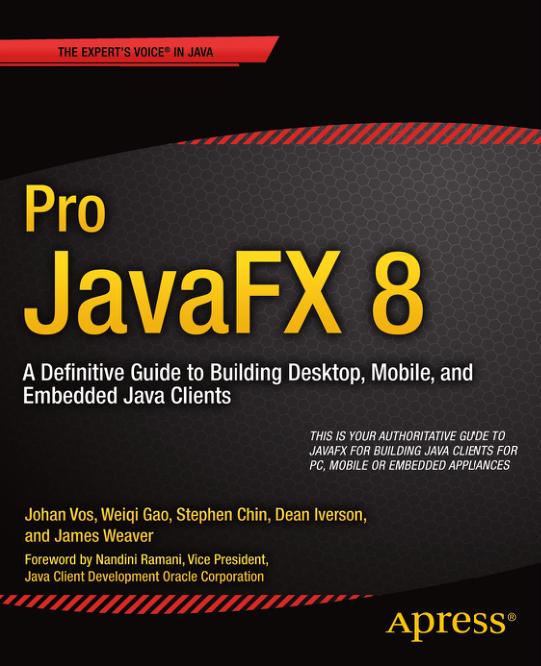 THE EXPERT'S VOICE® IN JAVA
Pro
JavaFX 8
A Definitive Guide to Building Desktop, Mobile, and
Embedded Java Clients
THIS IS YOUR AUTHORITATIVE GUIDE TO
JAVAFX FOR BUILDING JAVA CLIENTS FOR
PC, MOBILE OR EMBEDDED APPLIANCES
Johan Vos, Weiqi Gao, Stephen Chin, Dean Iverson,
and James Weaver
Foreword by Nandini Ramani, Vice President,
Java Client Development Oracle Corporation
Apress®